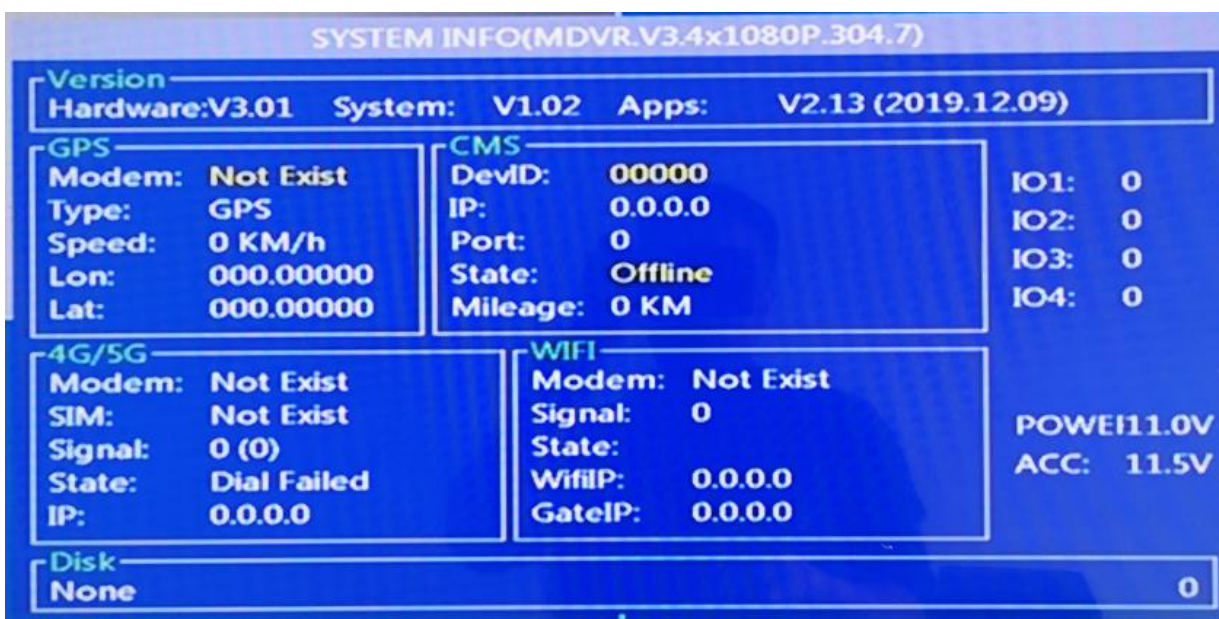 SYSTEM INFO(MDVR.V3.4x1080P.304.7)
Version
Hardware:V3.01 System: V1.02 Apps: V2.13 (2019.12.09)
GPS
Modem: Not Exist
Type: GPS
Speed: 0 KM/h
Lon: 000.00000
Lat: 000.00000
CMS
DevID: 00000
IP: 0.0.0.0
Port: 0
State: Offline
Mileage: 0 KM
IO1: 0
IO2: 0
IO3: 0
IO4: 0
4G/5G
Modem: Not Exist
SIM: Not Exist
Signal: 0 (0)
State: Dial Failed
IP: 0.0.0.0
WIFI
Modem: Not Exist
Signal: 0
State:
WifiIP: 0.0.0.0
GateIP: 0.0.0.0
POWE11.0V
ACC: 11.5V
Disk
None 0